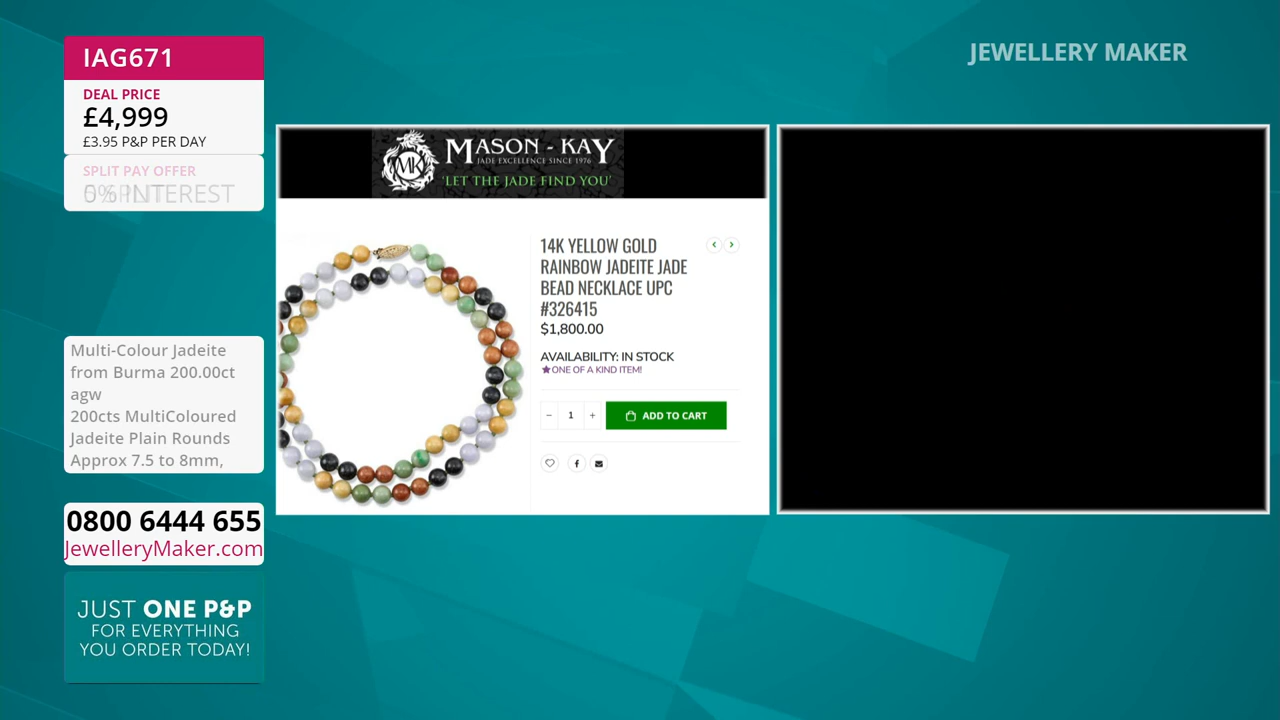 IAG671
DEAL PRICE
£4,999
£3.95 P&P PER DAY
SPLIT PAY OFFER
0% INTEREST
Multi-Colour Jadeite
from Burma 200.00ct
agw
200cts MultiColoured
Jadeite Plain Rounds
Approx 7.5 to 8mm,
0800 6444 655
JewelleryMaker.com
JUST ONE P&P
FOR EVERYTHING
YOU ORDER TODAY!
JEWELLERY MAKER
MK
MASON - KAY
JADE EXCELLENCE SINCE 1976
'LET THE JADE FIND YOU'
14K YELLOW GOLD
RAINBOW JADEITE JADE
BEAD NECKLACE UPC
#326415
$1,800.00
AVAILABILITY: IN STOCK
ONE OF A KIND ITEM!
- 1 + ADD TO CART